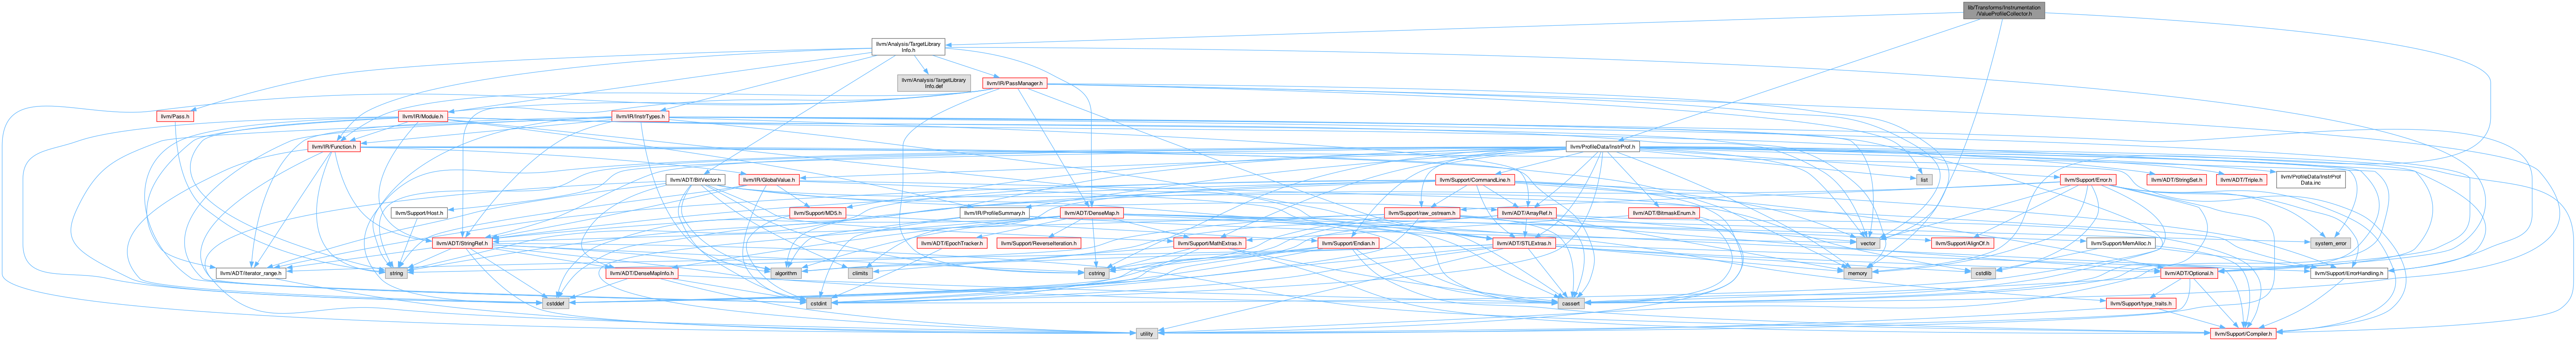 lib/Transforms/Instrumentation
/ValueProfileCollector.h
llvm/Analysis/TargetLibrary
Info.h
llvm/Analysis/TargetLibrary
Info.def
llvm/IR/PassManager.h
llvm/Pass.h
llvm/IR/Module.h
llvm/IR/InstrTypes.h
llvm/IR/Function.h
llvm/ProfileData/InstrProf.h
llvm/ADT/BitVector.h
llvm/IR/GlobalValue.h
llvm/Support/CommandLine.h
list
llvm/Support/Error.h
llvm/ADT/StringSet.h
llvm/ADT/Triple.h
llvm/ProfileData/InstrProf
Data.inc
llvm/Support/Host.h
llvm/Support/MD5.h
llvm/IR/ProfileSummary.h
llvm/ADT/DenseMap.h
llvm/Support/raw_ostream.h
llvm/ADT/ArrayRef.h
llvm/ADT/BitmaskEnum.h
llvm/ADT/StringRef.h
llvm/ADT/EpochTracker.h
llvm/Support/ReverseIteration.h
llvm/Support/MathExtras.h
llvm/Support/Endian.h
llvm/ADT/STLExtras.h
vector
llvm/Support/AlignOf.h
llvm/Support/MemAlloc.h
system_error
llvm/ADT/iterator_range.h
string
llvm/ADT/DenseMapInfo.h
algorithm
climits
cstring
memory
cstdlib
llvm/ADT/Optional.h
llvm/Support/ErrorHandling.h
cstddef
cstdint
cassert
llvm/Support/type_traits.h
utility
llvm/Support/Compiler.h